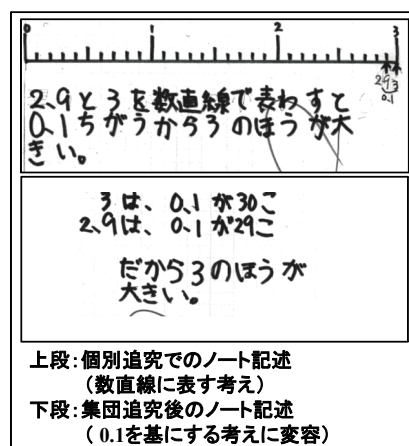 0 1 2 3
2.9 3
0.1
2、9と3を数直線で表わすと
0、1ちがうから3のほうが大
きい。
3は、0、1が30こ
2、9は、0、1が29こ
だから3のほうが
大きい。
上段：個別追究でのノート記述
（数直線に表す考え）
下段：集団追究後のノート記述
（0.1を基にする考えに変容）